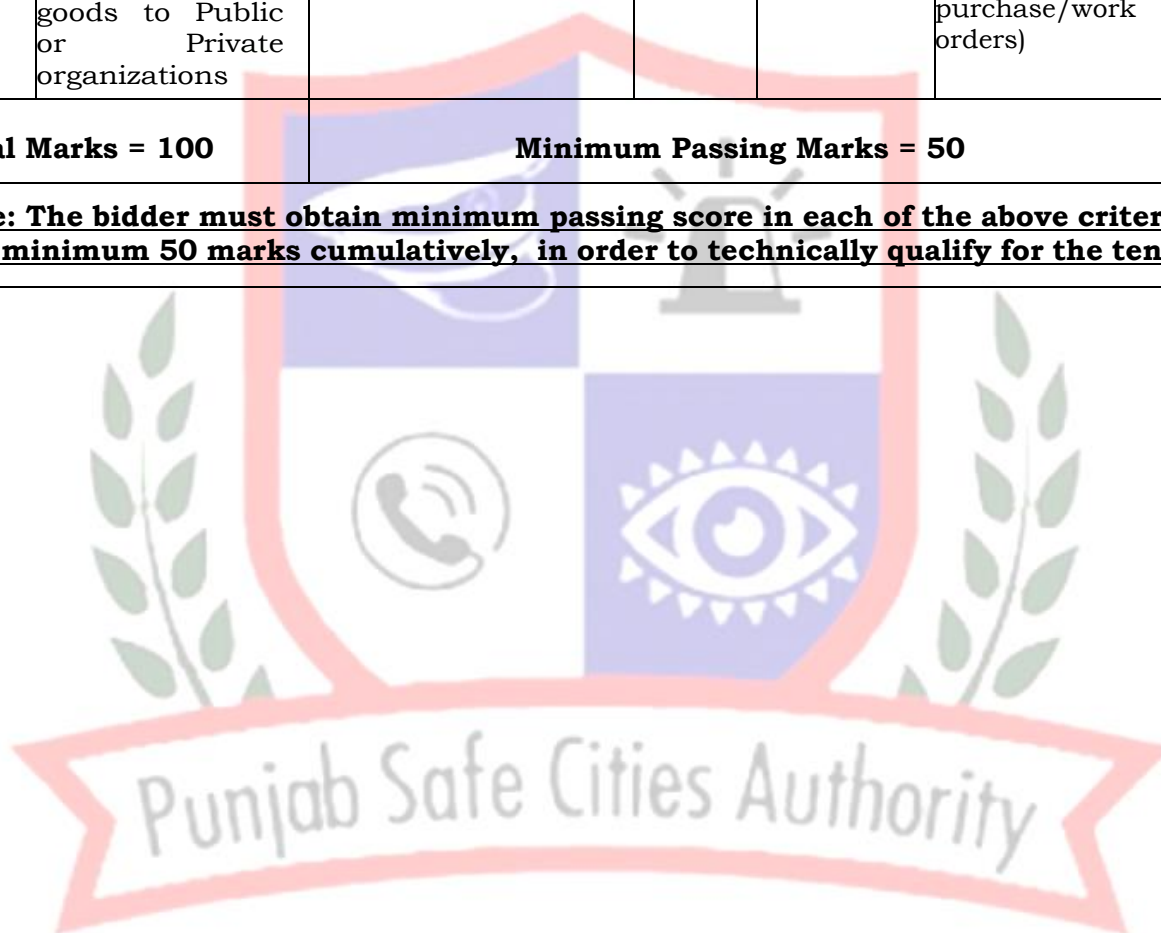 goods to Public
or Private
organizations
purchase/work
orders)
al Marks = 100
Minimum Passing Marks = 50
e: The bidder must obtain minimum passing score in each of the above criter
minimum 50 marks cumulatively, in order to technically qualify for the ten
Punjab Safe Cities Authority